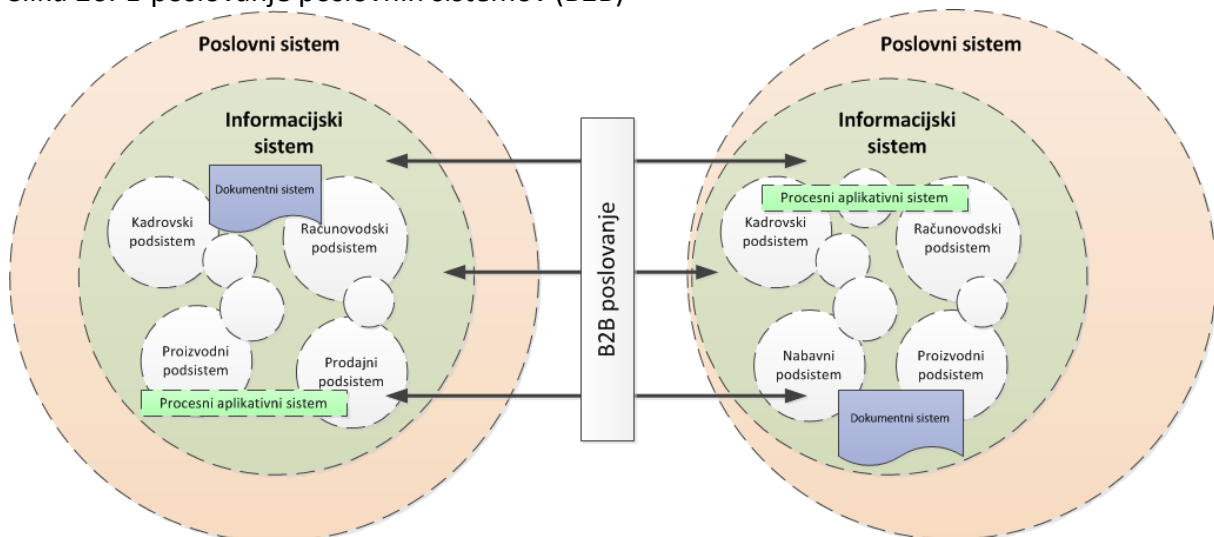 Slika E-poslovanje poslovnih sistemov (B2B)
Poslovni sistem
Informacijski
sistem
Dokumentni sistem
Kadrovski
podsistem
Računovodski
podsistem
Proizvodni
podsistem
Prodajni
podsistem
Procesni aplikativni sistem
B2B poslovanje
Poslovni sistem
Informacijski
sistem
Procesni aplikativni sistem
Kadrovski
podsistem
Računovodski
podsistem
Nabavni
podsistem
Proizvodni
podsistem
Dokumentni sistem